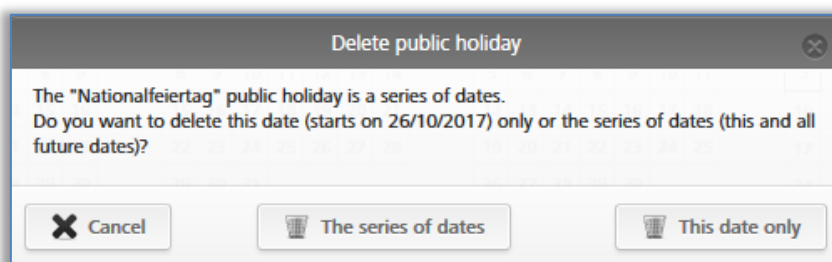 Delete public holiday
The "Nationalfeiertag" public holiday is a series of dates.
Do you want to delete this date (starts on 26/10/2017) only or the series of dates (this and all
future dates)?
Cancel
The series of dates
This date only